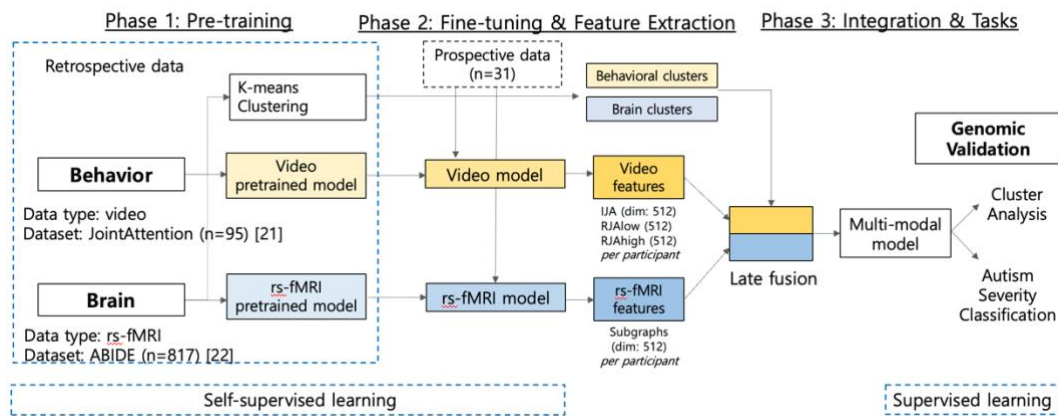 Phase 1: Pre-training
Phase 2: Fine-tuning & Feature Extraction
Phase 3: Integration & Tasks
Retrospective data
K-means
Clustering
Prospective data
(n=31)
Behavioral clusters
Brain clusters
Genomic
Validation
Behavior
Video
pretrained model
Video model
Video
features
Data type: video
Dataset: JointAttention (n=95) [21]
IJA (dim: 512)
RJAlow (512)
RJAhigh (512)
per participant
Late fusion
Multi-modal
model
Cluster
Analysis
Autism
Severity
Classification
Brain
rs-fMRI
pretrained model
rs-fMRI model
rs-fMRI
features
Data type: rs-fMRI
Dataset: ABIDE (n=817) [22]
Subgraphs
(dim: 512)
per participant
Self-supervised learning
Supervised learning